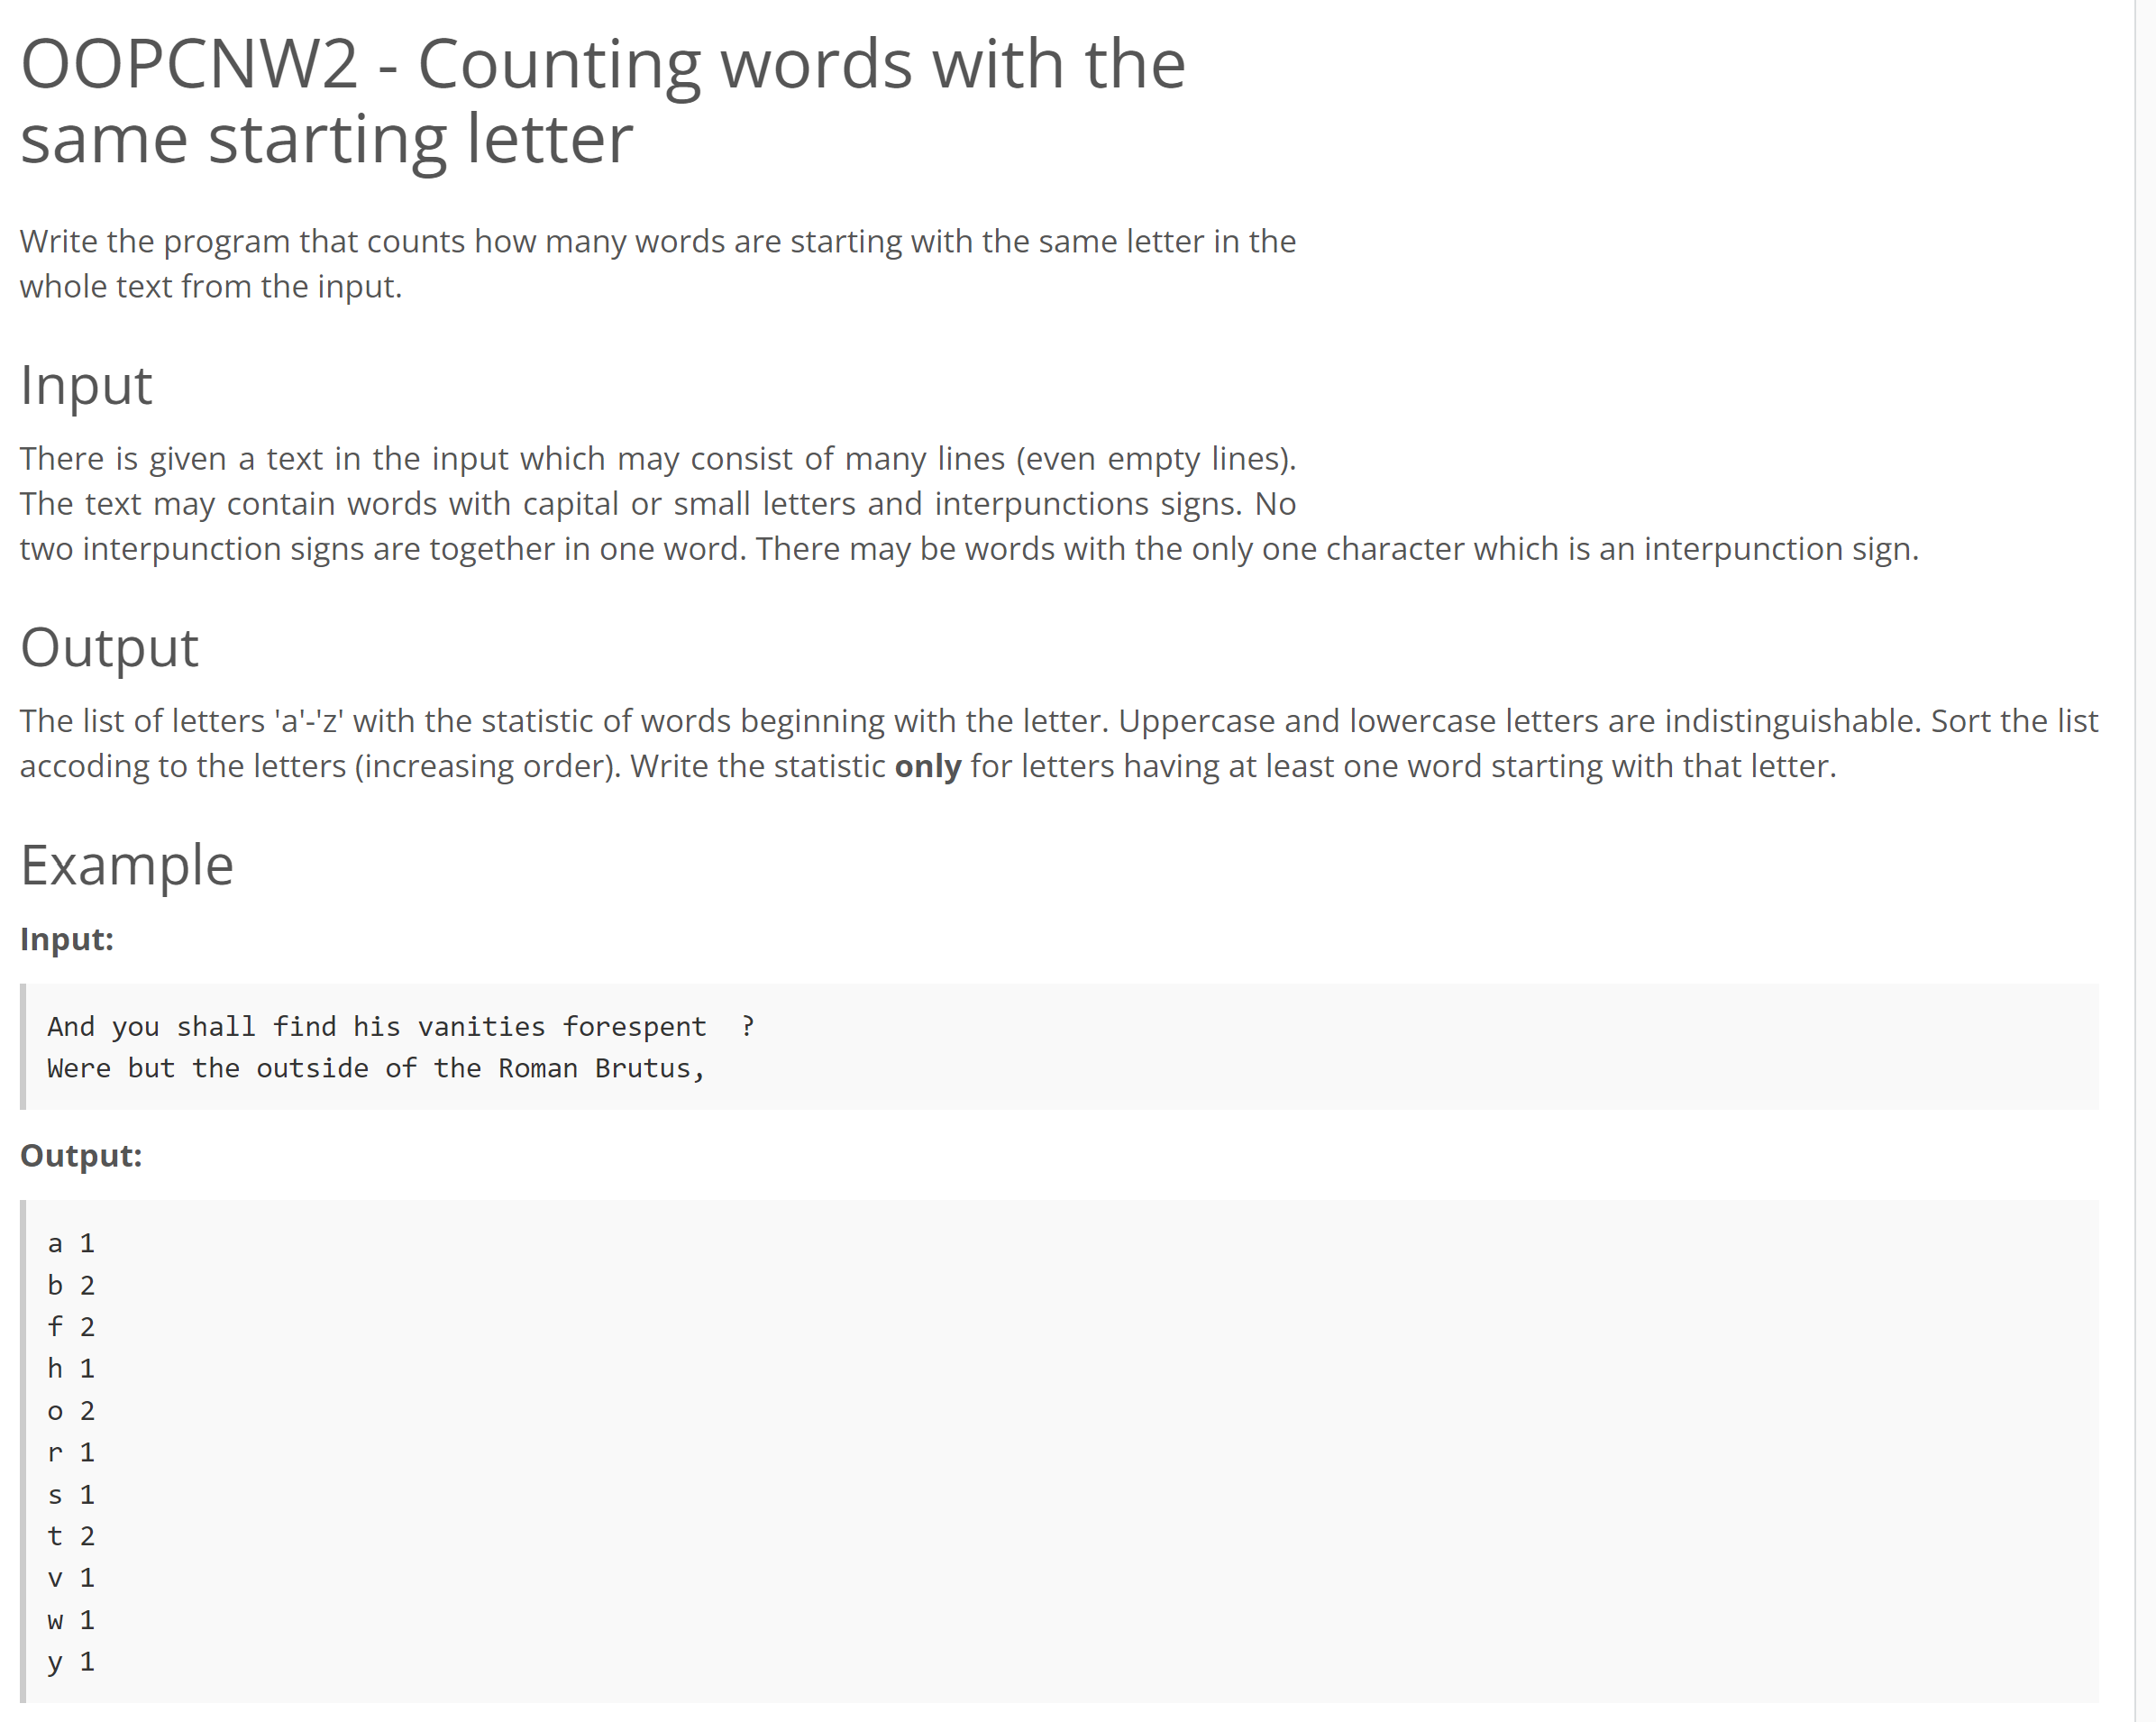 OOPCNW2 - Counting words with the
same starting letter
Write the program that counts how many words are starting with the same letter in the
whole text from the input.
Input
There is given a text in the input which may consist of many lines (even empty lines).
The text may contain words with capital or small letters and interpunctions signs. No
two interpunction signs are together in one word. There may be words with the only one character which is an interpunction sign.
Output
The list of letters 'a'-'z' with the statistic of words beginning with the letter. Uppercase and lowercase letters are indistinguishable. Sort the list
accoding to the letters (increasing order). Write the statistic only for letters having at least one word starting with that letter.
Example
Input:
And you shall find his vanities forespent  ?
Were but the outside of the Roman Brutus,
Output:
a 1
b 2
f 2
h 1
o 2
r 1
s 1
t 2
v 1
w 1
y 1